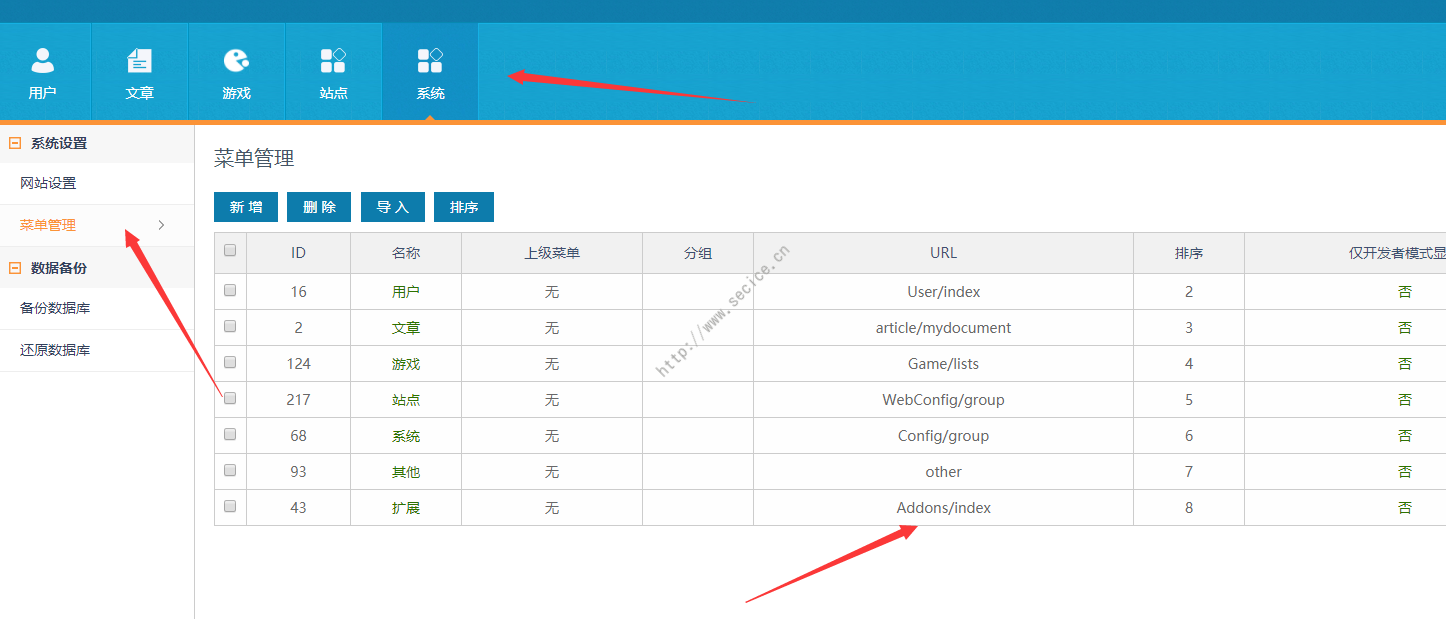 用户 文章 游戏 站点 系统
系统设置
网站设置
菜单管理
数据备份
备份数据库
还原数据库
菜单管理
新 增 删 除 导 入 排序
ID 名称 上级菜单 分组 URL 排序 仅开发者模式显
16 用户 无 User/index 2 否
2 文章 无 article/mydocument 3 否
124 游戏 无 Game/lists 4 否
217 站点 无 WebConfig/group 5 否
68 系统 无 Config/group 6 否
93 其他 无 other 7 否
43 扩展 无 Addons/index 8 否
http://www.secice.cn